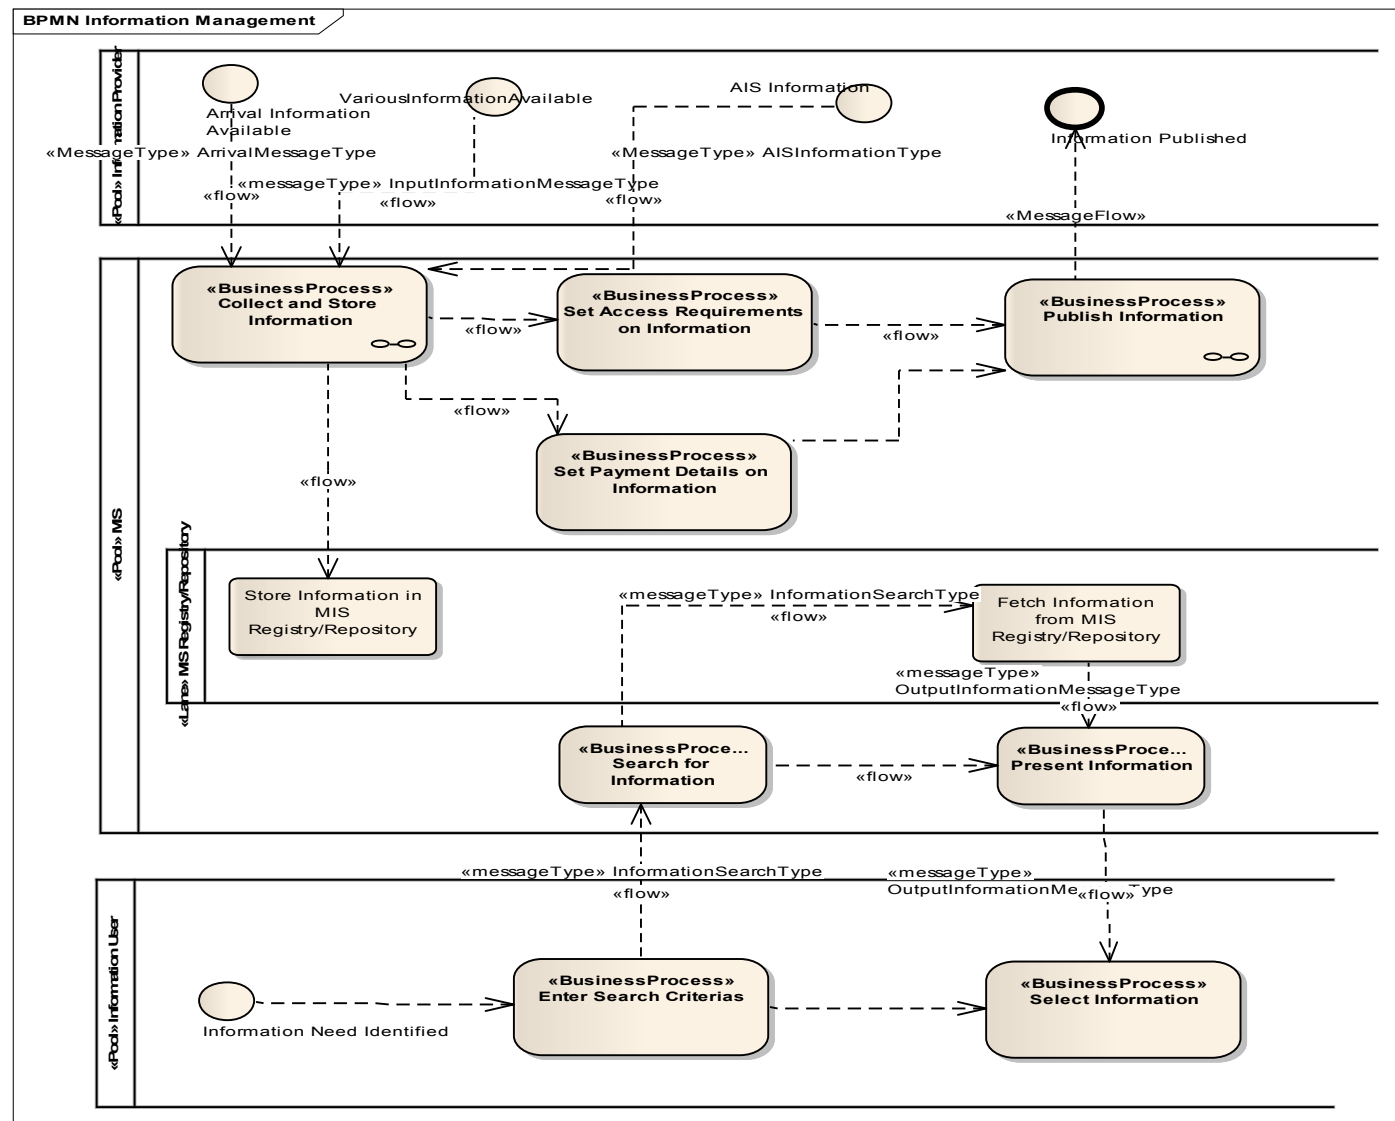 BPMN Information Management
«Pool» Information Provider
Arrival Information
Available
VariousInformationAvailable
AIS Information
Information Published
«MessageType» ArrivalMessageType
«MessageType» AISInformationType
«messageType» InputInformationMessageType
«flow»
«flow»
«flow»
«MessageFlow»
«Pool» MS
«BusinessProcess»
Collect and Store
Information
«flow»
«BusinessProcess»
Set Access Requirements
on Information
«flow»
«BusinessProcess»
Publish Information
«flow»
«BusinessProcess»
Set Payment Details on
Information
«flow»
«Lane» MS Registry/Repository
Store Information in
MIS
Registry/Repository
«messageType» InformationSearchType
«flow»
Fetch Information
from MIS
Registry/Repository
«messageType»
OutputInformationMessageType
«flow»
«BusinessProce...
Search for
Information
«flow»
«BusinessProce...
Present Information
«messageType» InformationSearchType
«flow»
«messageType»
OutputInformationMe Type
«flow»
«Pool» Information User
Information Need Identified
«BusinessProcess»
Enter Search Criterias
«BusinessProcess»
Select Information